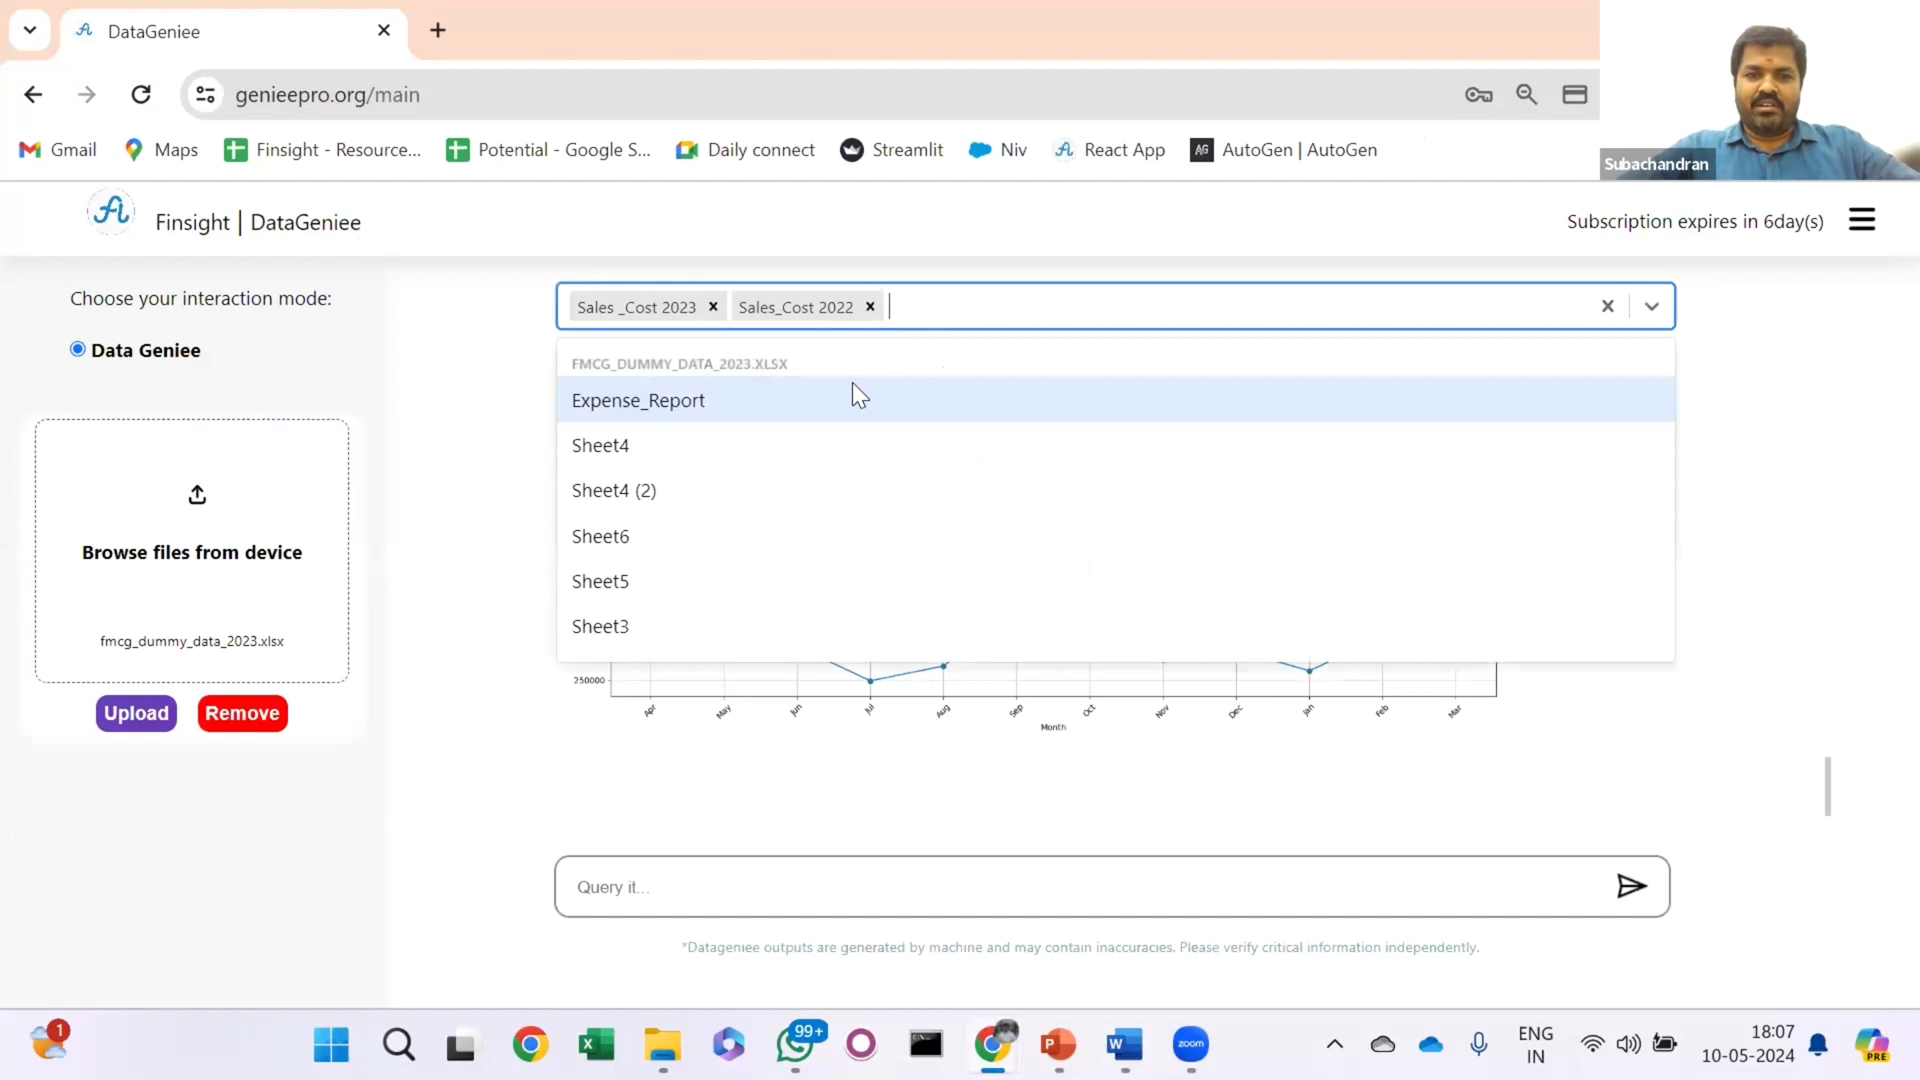 DataGeniee
genieepro.org/main
Gmail Maps Finsight - Resource... Potential - Google S... Daily connect Streamlit Niv React App AG AutoGen | AutoGen
Subachandran
Finsight | DataGeniee
Subscription expires in 6day(s)
Choose your interaction mode:
Data Geniee
Browse files from device
fmcg_dummy_data_2023.xlsx
Upload Remove
Sales _Cost 2023 Sales_Cost 2022
FMCG_DUMMY_DATA_2023.XLSX
Expense_Report
Sheet4
Sheet4 (2)
Sheet6
Sheet5
Sheet3
250000
Apr May Jun Jul Aug Sep Oct Nov Dec Jan Feb Mar
Month
Query it...
*Datageniee outputs are generated by machine and may contain inaccuracies. Please verify critical information independently.
1
99+
zoom
ENG
IN
18:07
10-05-2024
PRE